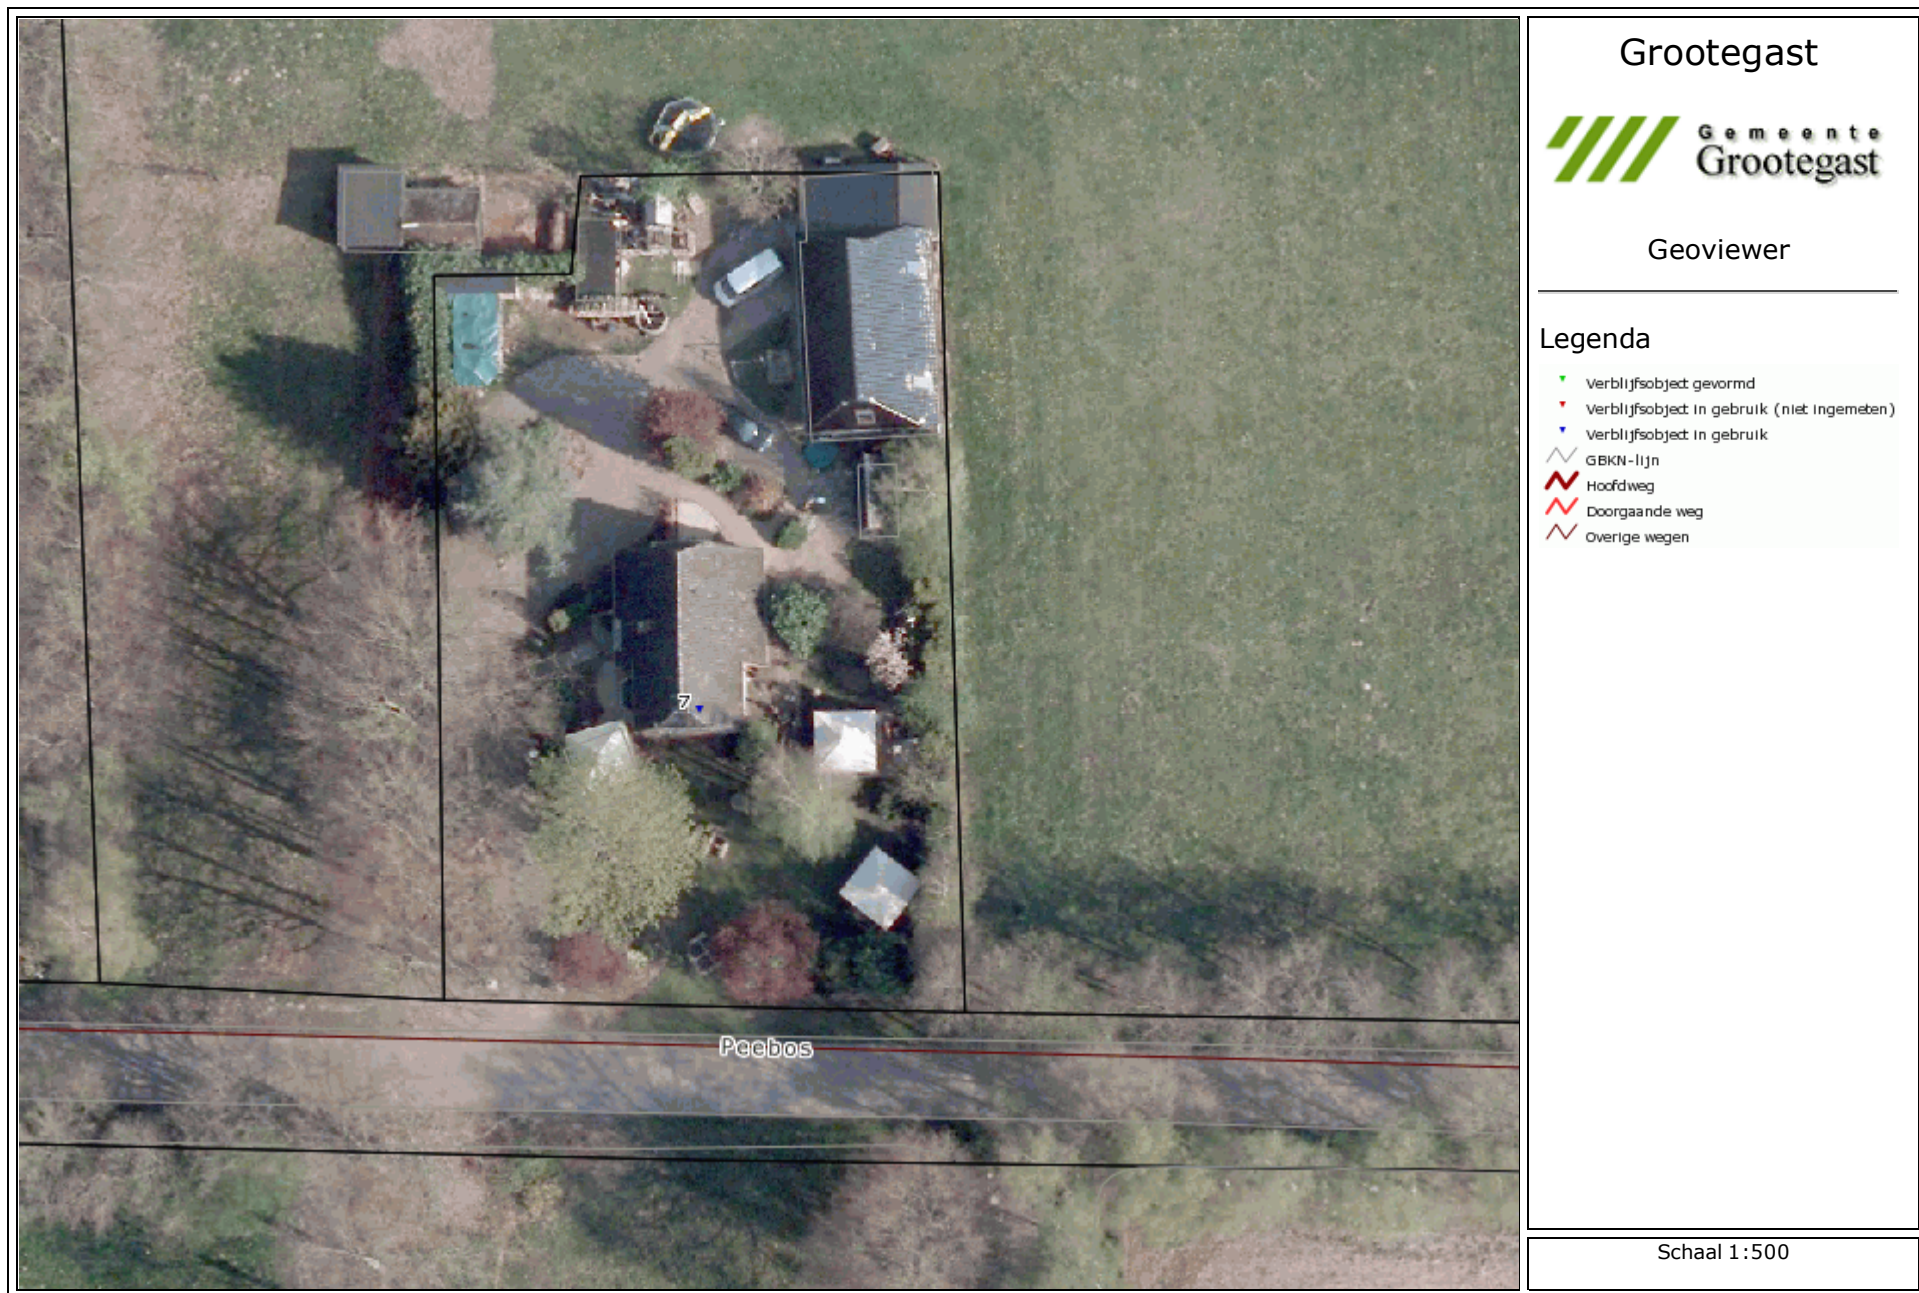 Grootegast
Gemeente
Grootegast
Geoviewer
Legenda
Verblijfsobject gevormd
Verblijfsobject in gebruik (niet ingemeten)
Verblijfsobject in gebruik
GBKN-lijn
Hoofdweg
Doorgaande weg
Overige wegen
7
Peebos
Schaal 1:500